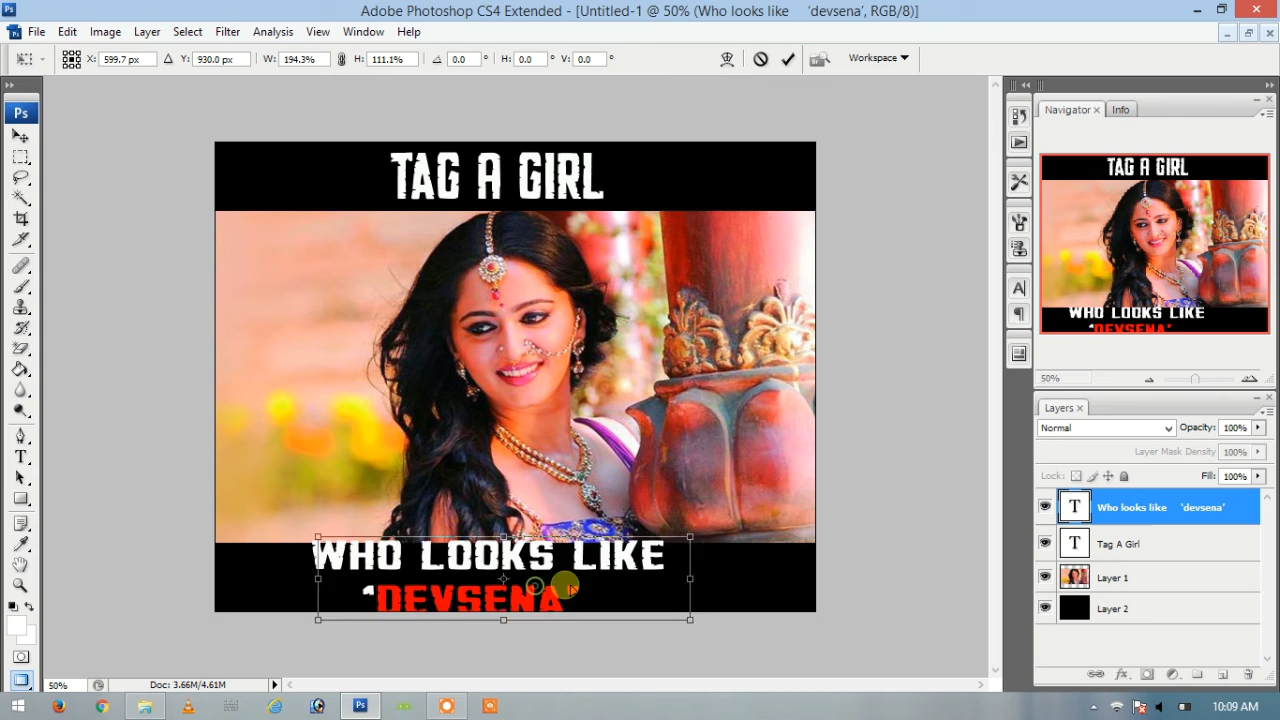 Adobe Photoshop CS4 Extended - [Untitled-1 @ 50% (Who looks like 'devsena', RGB/8)]
File Edit Image Layer Select Filter Analysis View Window Help
X: 599.7 px Y: 930.0 px W: 194.3% H: 111.1% 0.0 ° H: 0.0 ° V: 0.0 ° Workspace
Ps
Navigator Info
TAG A GIRL
WHO LOOKS LIKE
'DEVSENA'
50%
Layers
Normal Opacity: 100%
Layer Mask Density: 100%
Lock: Fill: 100%
Who looks like 'devsena'
Tag A Girl
Layer 1
Layer 2
TAG A GIRL
WHO LOOKS LIKE
'DEVSENA'
50% Doc: 3.66M/4.61M
10:09 AM